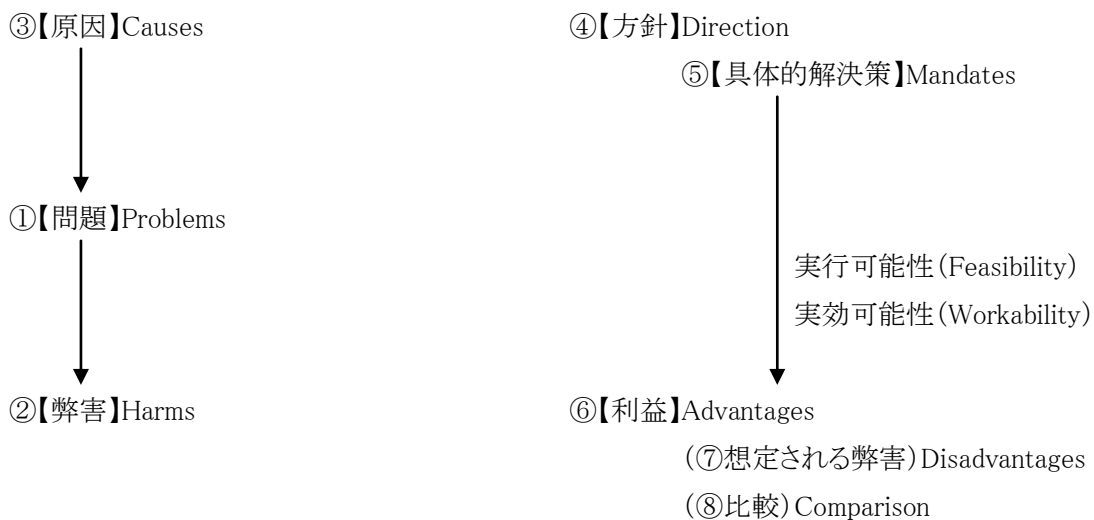 ③【原因】Causes
④【方針】Direction
⑤【具体的解決策】Mandates
①【問題】Problems
実行可能性(Feasibility)
実効可能性(Workability)
②【弊害】Harms
⑥【利益】Advantages
(⑦想定される弊害)Disadvantages
(⑧比較)Comparison